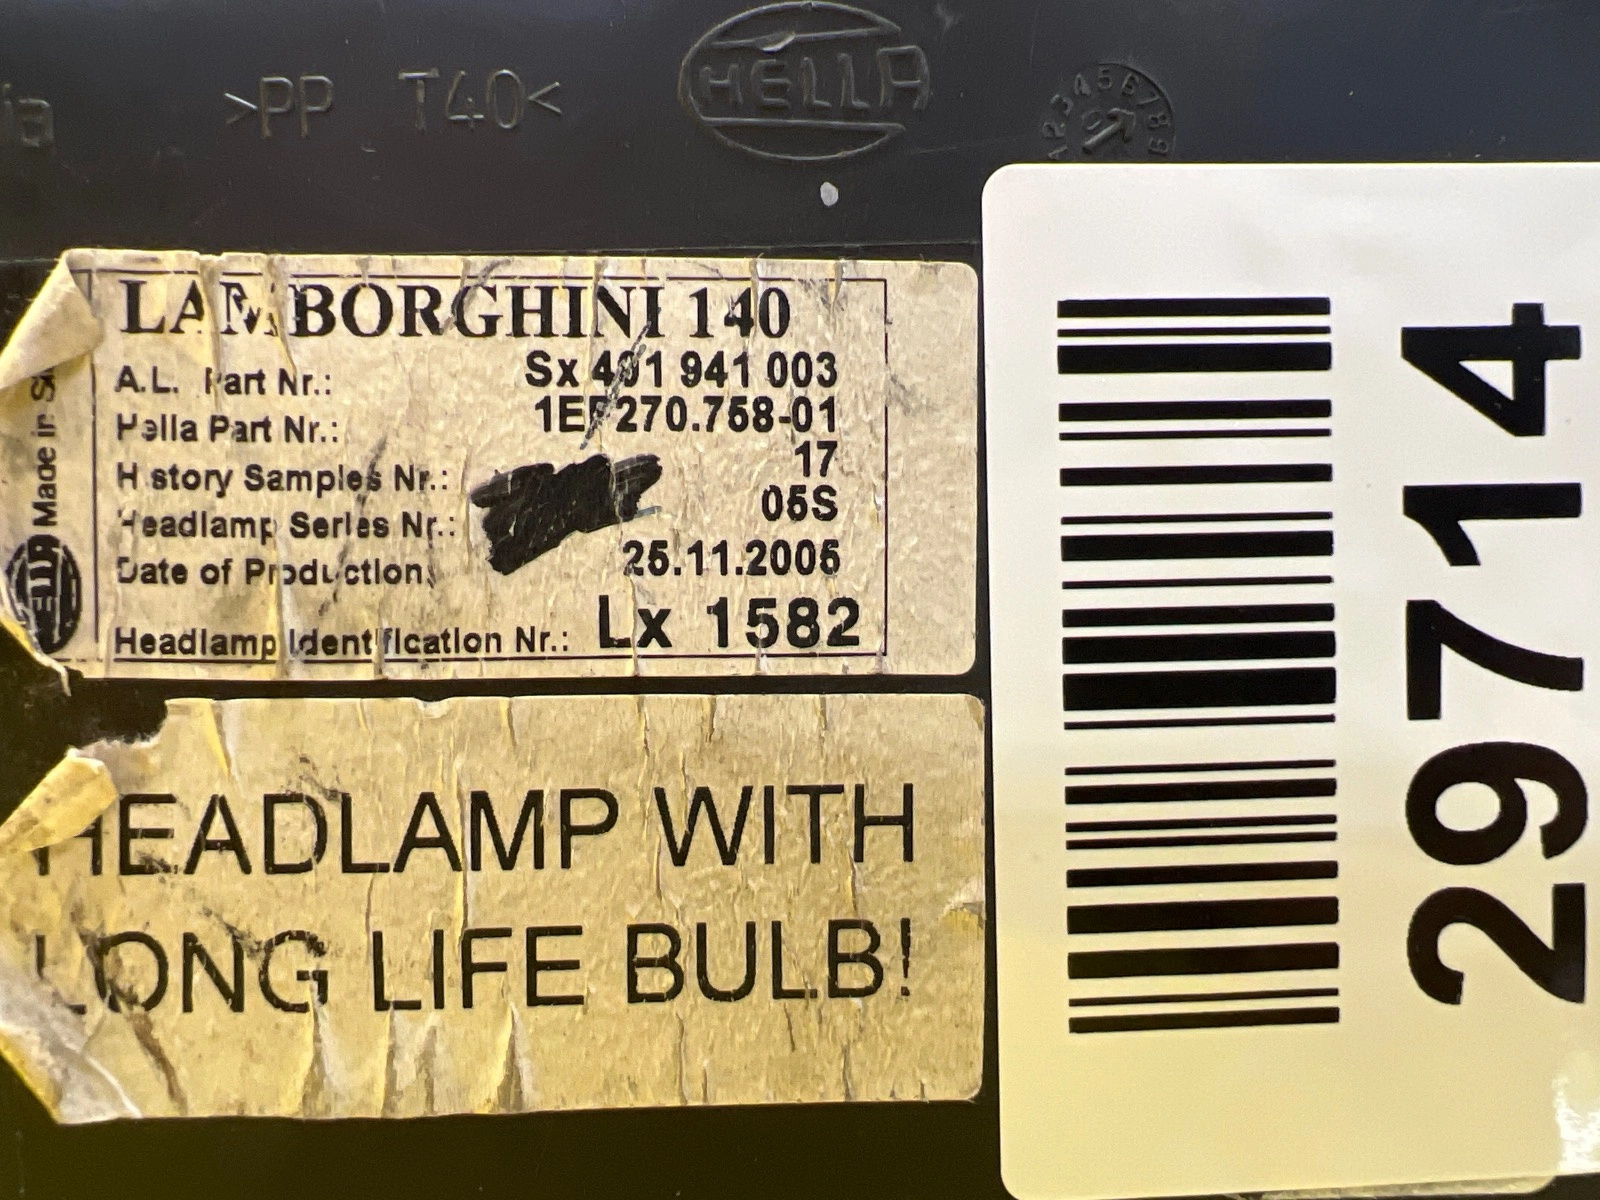 >PP T40<
HELLA
LAMBORGHINI 140
A.L. Part Nr.: Sx 401 941 003
Hella Part Nr.: 270.758-01
History Samples Nr.: 17
Headlamp Series Nr.: 05S
Date of Production: 25.11.2005
Headlamp Identification Nr.: Lx 1582
Made in
HEADLAMP WITH
LONG LIFE BULB!
29714